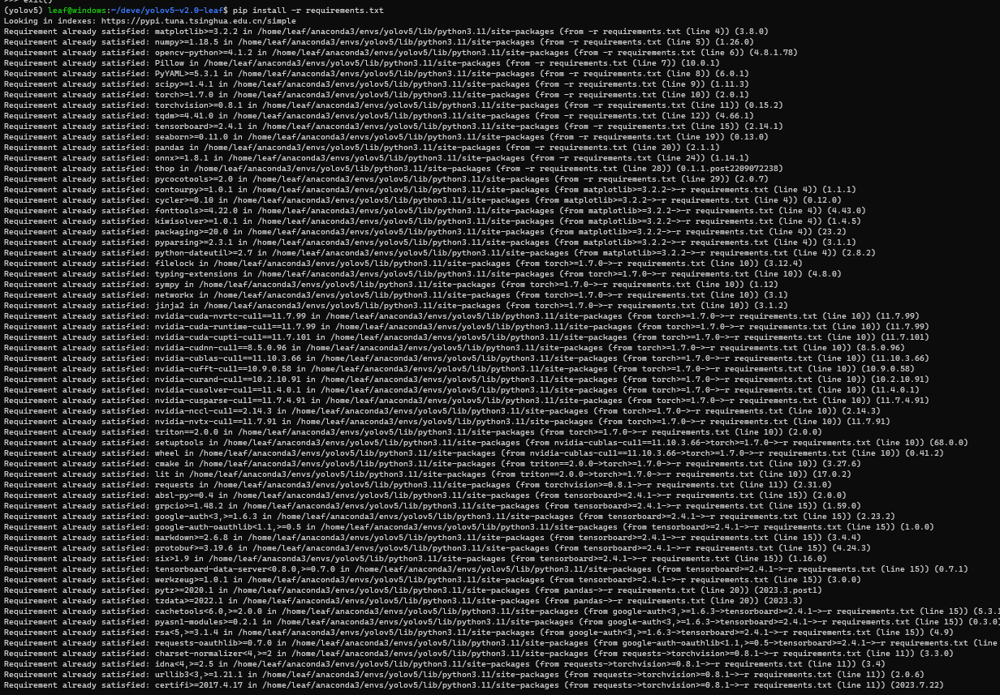 >>> exit()
(yolov5) leaf@windows:~/deve/yolov5-v2.0-leaf$ pip install -r requirements.txt
Looking in indexes: https://pypi.tuna.tsinghua.edu.cn/simple
Requirement already satisfied: matplotlib>=3.2.2 in /home/leaf/anaconda3/envs/yolov5/lib/python3.11/site-packages (from -r requirements.txt (line 4)) (3.8.0)
Requirement already satisfied: numpy>=1.18.5 in /home/leaf/anaconda3/envs/yolov5/lib/python3.11/site-packages (from -r requirements.txt (line 5)) (1.26.0)
Requirement already satisfied: opencv-python>=4.1.2 in /home/leaf/anaconda3/envs/yolov5/lib/python3.11/site-packages (from -r requirements.txt (line 6)) (4.8.1.78)
Requirement already satisfied: Pillow in /home/leaf/anaconda3/envs/yolov5/lib/python3.11/site-packages (from -r requirements.txt (line 7)) (10.0.1)
Requirement already satisfied: PyYAML>=5.3.1 in /home/leaf/anaconda3/envs/yolov5/lib/python3.11/site-packages (from -r requirements.txt (line 8)) (6.0.1)
Requirement already satisfied: scipy>=1.4.1 in /home/leaf/anaconda3/envs/yolov5/lib/python3.11/site-packages (from -r requirements.txt (line 9)) (1.11.3)
Requirement already satisfied: torch>=1.7.0 in /home/leaf/anaconda3/envs/yolov5/lib/python3.11/site-packages (from -r requirements.txt (line 10)) (2.0.1)
Requirement already satisfied: torchvision>=0.8.1 in /home/leaf/anaconda3/envs/yolov5/lib/python3.11/site-packages (from -r requirements.txt (line 11)) (0.15.2)
Requirement already satisfied: tqdm>=4.41.0 in /home/leaf/anaconda3/envs/yolov5/lib/python3.11/site-packages (from -r requirements.txt (line 12)) (4.66.1)
Requirement already satisfied: tensorboard>=2.4.1 in /home/leaf/anaconda3/envs/yolov5/lib/python3.11/site-packages (from -r requirements.txt (line 15)) (2.14.1)
Requirement already satisfied: seaborn>=0.11.0 in /home/leaf/anaconda3/envs/yolov5/lib/python3.11/site-packages (from -r requirements.txt (line 19)) (0.13.0)
Requirement already satisfied: pandas in /home/leaf/anaconda3/envs/yolov5/lib/python3.11/site-packages (from -r requirements.txt (line 20)) (2.1.1)
Requirement already satisfied: onnx>=1.8.1 in /home/leaf/anaconda3/envs/yolov5/lib/python3.11/site-packages (from -r requirements.txt (line 24)) (1.14.1)
Requirement already satisfied: thop in /home/leaf/anaconda3/envs/yolov5/lib/python3.11/site-packages (from -r requirements.txt (line 28)) (0.1.1.post2209072238)
Requirement already satisfied: pycocotools>=2.0 in /home/leaf/anaconda3/envs/yolov5/lib/python3.11/site-packages (from -r requirements.txt (line 29)) (2.0.7)
Requirement already satisfied: contourpy>=1.0.1 in /home/leaf/anaconda3/envs/yolov5/lib/python3.11/site-packages (from matplotlib>=3.2.2->-r requirements.txt (line 4)) (1.1.1)
Requirement already satisfied: cycler>=0.10 in /home/leaf/anaconda3/envs/yolov5/lib/python3.11/site-packages (from matplotlib>=3.2.2->-r requirements.txt (line 4)) (0.12.0)
Requirement already satisfied: fonttools>=4.22.0 in /home/leaf/anaconda3/envs/yolov5/lib/python3.11/site-packages (from matplotlib>=3.2.2->-r requirements.txt (line 4)) (4.43.0)
Requirement already satisfied: kiwisolver>=1.0.1 in /home/leaf/anaconda3/envs/yolov5/lib/python3.11/site-packages (from matplotlib>=3.2.2->-r requirements.txt (line 4)) (1.4.5)
Requirement already satisfied: packaging>=20.0 in /home/leaf/anaconda3/envs/yolov5/lib/python3.11/site-packages (from matplotlib>=3.2.2->-r requirements.txt (line 4)) (23.2)
Requirement already satisfied: pyparsing>=2.3.1 in /home/leaf/anaconda3/envs/yolov5/lib/python3.11/site-packages (from matplotlib>=3.2.2->-r requirements.txt (line 4)) (3.1.1)
Requirement already satisfied: python-dateutil>=2.7 in /home/leaf/anaconda3/envs/yolov5/lib/python3.11/site-packages (from matplotlib>=3.2.2->-r requirements.txt (line 4)) (2.8.2)
Requirement already satisfied: filelock in /home/leaf/anaconda3/envs/yolov5/lib/python3.11/site-packages (from torch>=1.7.0->-r requirements.txt (line 10)) (3.12.4)
Requirement already satisfied: typing-extensions in /home/leaf/anaconda3/envs/yolov5/lib/python3.11/site-packages (from torch>=1.7.0->-r requirements.txt (line 10)) (4.8.0)
Requirement already satisfied: sympy in /home/leaf/anaconda3/envs/yolov5/lib/python3.11/site-packages (from torch>=1.7.0->-r requirements.txt (line 10)) (1.12)
Requirement already satisfied: networkx in /home/leaf/anaconda3/envs/yolov5/lib/python3.11/site-packages (from torch>=1.7.0->-r requirements.txt (line 10)) (3.1)
Requirement already satisfied: jinja2 in /home/leaf/anaconda3/envs/yolov5/lib/python3.11/site-packages (from torch>=1.7.0->-r requirements.txt (line 10)) (3.1.2)
Requirement already satisfied: nvidia-cuda-nvrtc-cu11==11.7.99 in /home/leaf/anaconda3/envs/yolov5/lib/python3.11/site-packages (from torch>=1.7.0->-r requirements.txt (line 10)) (11.7.99)
Requirement already satisfied: nvidia-cuda-runtime-cu11==11.7.99 in /home/leaf/anaconda3/envs/yolov5/lib/python3.11/site-packages (from torch>=1.7.0->-r requirements.txt (line 10)) (11.7.99)
Requirement already satisfied: nvidia-cuda-cupti-cu11==11.7.101 in /home/leaf/anaconda3/envs/yolov5/lib/python3.11/site-packages (from torch>=1.7.0->-r requirements.txt (line 10)) (11.7.101)
Requirement already satisfied: nvidia-cudnn-cu11==8.5.0.96 in /home/leaf/anaconda3/envs/yolov5/lib/python3.11/site-packages (from torch>=1.7.0->-r requirements.txt (line 10)) (8.5.0.96)
Requirement already satisfied: nvidia-cublas-cu11==11.10.3.66 in /home/leaf/anaconda3/envs/yolov5/lib/python3.11/site-packages (from torch>=1.7.0->-r requirements.txt (line 10)) (11.10.3.66)
Requirement already satisfied: nvidia-cufft-cu11==10.9.0.58 in /home/leaf/anaconda3/envs/yolov5/lib/python3.11/site-packages (from torch>=1.7.0->-r requirements.txt (line 10)) (10.9.0.58)
Requirement already satisfied: nvidia-curand-cu11==10.2.10.91 in /home/leaf/anaconda3/envs/yolov5/lib/python3.11/site-packages (from torch>=1.7.0->-r requirements.txt (line 10)) (10.2.10.91)
Requirement already satisfied: nvidia-cusolver-cu11==11.4.0.1 in /home/leaf/anaconda3/envs/yolov5/lib/python3.11/site-packages (from torch>=1.7.0->-r requirements.txt (line 10)) (11.4.0.1)
Requirement already satisfied: nvidia-cusparse-cu11==11.7.4.91 in /home/leaf/anaconda3/envs/yolov5/lib/python3.11/site-packages (from torch>=1.7.0->-r requirements.txt (line 10)) (11.7.4.91)
Requirement already satisfied: nvidia-nccl-cu11==2.14.3 in /home/leaf/anaconda3/envs/yolov5/lib/python3.11/site-packages (from torch>=1.7.0->-r requirements.txt (line 10)) (2.14.3)
Requirement already satisfied: nvidia-nvtx-cu11==11.7.91 in /home/leaf/anaconda3/envs/yolov5/lib/python3.11/site-packages (from torch>=1.7.0->-r requirements.txt (line 10)) (11.7.91)
Requirement already satisfied: triton==2.0.0 in /home/leaf/anaconda3/envs/yolov5/lib/python3.11/site-packages (from torch>=1.7.0->-r requirements.txt (line 10)) (2.0.0)
Requirement already satisfied: setuptools in /home/leaf/anaconda3/envs/yolov5/lib/python3.11/site-packages (from nvidia-cublas-cu11==11.10.3.66->torch>=1.7.0->-r requirements.txt (line 10)) (68.0.0)
Requirement already satisfied: wheel in /home/leaf/anaconda3/envs/yolov5/lib/python3.11/site-packages (from nvidia-cublas-cu11==11.10.3.66->torch>=1.7.0->-r requirements.txt (line 10)) (0.41.2)
Requirement already satisfied: cmake in /home/leaf/anaconda3/envs/yolov5/lib/python3.11/site-packages (from triton==2.0.0->torch>=1.7.0->-r requirements.txt (line 10)) (3.27.6)
Requirement already satisfied: lit in /home/leaf/anaconda3/envs/yolov5/lib/python3.11/site-packages (from triton==2.0.0->torch>=1.7.0->-r requirements.txt (line 10)) (17.0.2)
Requirement already satisfied: requests in /home/leaf/anaconda3/envs/yolov5/lib/python3.11/site-packages (from torchvision>=0.8.1->-r requirements.txt (line 11)) (2.31.0)
Requirement already satisfied: absl-py>=0.4 in /home/leaf/anaconda3/envs/yolov5/lib/python3.11/site-packages (from tensorboard>=2.4.1->-r requirements.txt (line 15)) (2.0.0)
Requirement already satisfied: grpcio>=1.48.2 in /home/leaf/anaconda3/envs/yolov5/lib/python3.11/site-packages (from tensorboard>=2.4.1->-r requirements.txt (line 15)) (1.59.0)
Requirement already satisfied: google-auth<3,>=1.6.3 in /home/leaf/anaconda3/envs/yolov5/lib/python3.11/site-packages (from tensorboard>=2.4.1->-r requirements.txt (line 15)) (2.23.2)
Requirement already satisfied: google-auth-oauthlib<1.1,>=0.5 in /home/leaf/anaconda3/envs/yolov5/lib/python3.11/site-packages (from tensorboard>=2.4.1->-r requirements.txt (line 15)) (1.0.0)
Requirement already satisfied: markdown>=2.6.8 in /home/leaf/anaconda3/envs/yolov5/lib/python3.11/site-packages (from tensorboard>=2.4.1->-r requirements.txt (line 15)) (3.4.4)
Requirement already satisfied: protobuf>=3.19.6 in /home/leaf/anaconda3/envs/yolov5/lib/python3.11/site-packages (from tensorboard>=2.4.1->-r requirements.txt (line 15)) (4.24.3)
Requirement already satisfied: six>1.9 in /home/leaf/anaconda3/envs/yolov5/lib/python3.11/site-packages (from tensorboard>=2.4.1->-r requirements.txt (line 15)) (1.16.0)
Requirement already satisfied: tensorboard-data-server<0.8.0,>=0.7.0 in /home/leaf/anaconda3/envs/yolov5/lib/python3.11/site-packages (from tensorboard>=2.4.1->-r requirements.txt (line 15)) (0.7.1)
Requirement already satisfied: werkzeug>=1.0.1 in /home/leaf/anaconda3/envs/yolov5/lib/python3.11/site-packages (from tensorboard>=2.4.1->-r requirements.txt (line 15)) (3.0.0)
Requirement already satisfied: pytz>=2020.1 in /home/leaf/anaconda3/envs/yolov5/lib/python3.11/site-packages (from pandas->-r requirements.txt (line 20)) (2023.3.post1)
Requirement already satisfied: tzdata>=2022.1 in /home/leaf/anaconda3/envs/yolov5/lib/python3.11/site-packages (from pandas->-r requirements.txt (line 20)) (2023.3)
Requirement already satisfied: cachetools<6.0,>=2.0.0 in /home/leaf/anaconda3/envs/yolov5/lib/python3.11/site-packages (from google-auth<3,>=1.6.3->tensorboard>=2.4.1->-r requirements.txt (line 15)) (5.3.1
Requirement already satisfied: pyasn1-modules>=0.2.1 in /home/leaf/anaconda3/envs/yolov5/lib/python3.11/site-packages (from google-auth<3,>=1.6.3->tensorboard>=2.4.1->-r requirements.txt (line 15)) (0.3.0)
Requirement already satisfied: rsa<5,>=3.1.4 in /home/leaf/anaconda3/envs/yolov5/lib/python3.11/site-packages (from google-auth<3,>=1.6.3->tensorboard>=2.4.1->-r requirements.txt (line 15)) (4.9)
Requirement already satisfied: requests-oauthlib>=0.7.0 in /home/leaf/anaconda3/envs/yolov5/lib/python3.11/site-packages (from google-auth-oauthlib<1.1,>=0.5->tensorboard>=2.4.1->-r requirements.txt (line
Requirement already satisfied: charset-normalizer<4,>=2 in /home/leaf/anaconda3/envs/yolov5/lib/python3.11/site-packages (from requests->torchvision>=0.8.1->-r requirements.txt (line 11)) (3.3.0)
Requirement already satisfied: idna<4,>=2.5 in /home/leaf/anaconda3/envs/yolov5/lib/python3.11/site-packages (from requests->torchvision>=0.8.1->-r requirements.txt (line 11)) (3.4)
Requirement already satisfied: urllib3<3,>=1.21.1 in /home/leaf/anaconda3/envs/yolov5/lib/python3.11/site-packages (from requests->torchvision>=0.8.1->-r requirements.txt (line 11)) (2.0.6)
Requirement already satisfied: certifi>=2017.4.17 in /home/leaf/anaconda3/envs/yolov5/lib/python3.11/site-packages (from requests->torchvision>=0.8.1->-r requirements.txt (line 11)) (2023.7.22)